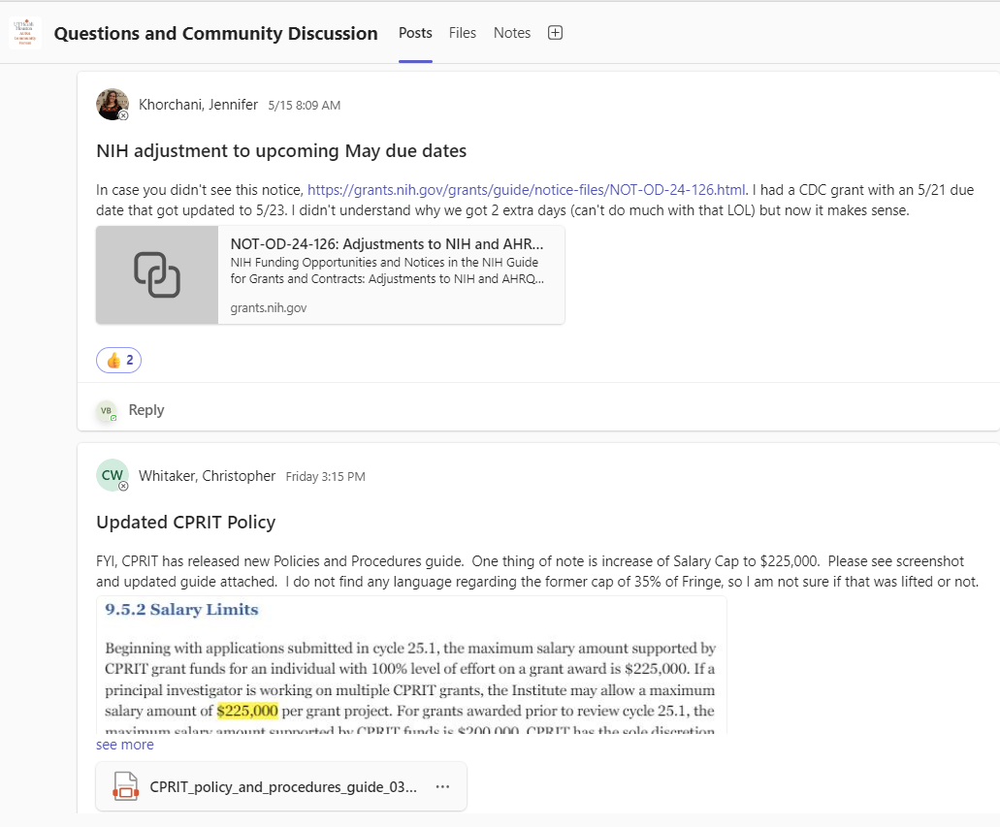 Questions and Community Discussion Posts Files Notes
Khorchani, Jennifer 5/15 8:09 AM
NIH adjustment to upcoming May due dates
In case you didn't see this notice, https://grants.nih.gov/grants/guide/notice-files/NOT-OD-24-126.html. I had a CDC grant with an 5/21 due
date that got updated to 5/23. I didn't understand why we got 2 extra days (can't do much with that LOL) but now it makes sense.
NOT-OD-24-126: Adjustments to NIH and AHR...
NIH Funding Opportunities and Notices in the NIH Guide
for Grants and Contracts: Adjustments to NIH and AHRQ...
grants.nih.gov
2
VB Reply
CW Whitaker, Christopher Friday 3:15 PM
Updated CPRIT Policy
FYI, CPRIT has released new Policies and Procedures guide. One thing of note is increase of Salary Cap to $225,000. Please see screenshot
and updated guide attached. I do not find any language regarding the former cap of 35% of Fringe, so I am not sure if that was lifted or not.
9.5.2 Salary Limits
Beginning with applications submitted in cycle 25.1, the maximum salary amount supported by
CPRIT grant funds for an individual with 100% level of effort on a grant award is $225,000. If a
principal investigator is working on multiple CPRIT grants, the Institute may allow a maximum
salary amount of $225,000 per grant project. For grants awarded prior to review cycle 25.1, the
maximum salary amount supported by CPRIT funds is $200,000. CPRIT has the sole discretion
see more
CPRIT_policy_and_procedures_guide_03... ...